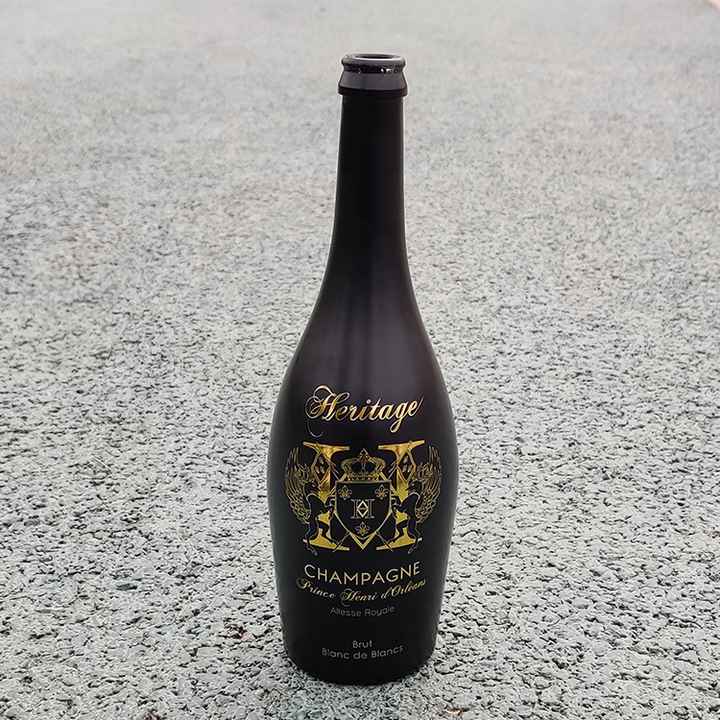 Heritage
H
CHAMPAGNE
Prince Henri d'Orléans
Altesse Royale
Brut
Blanc de Blancs